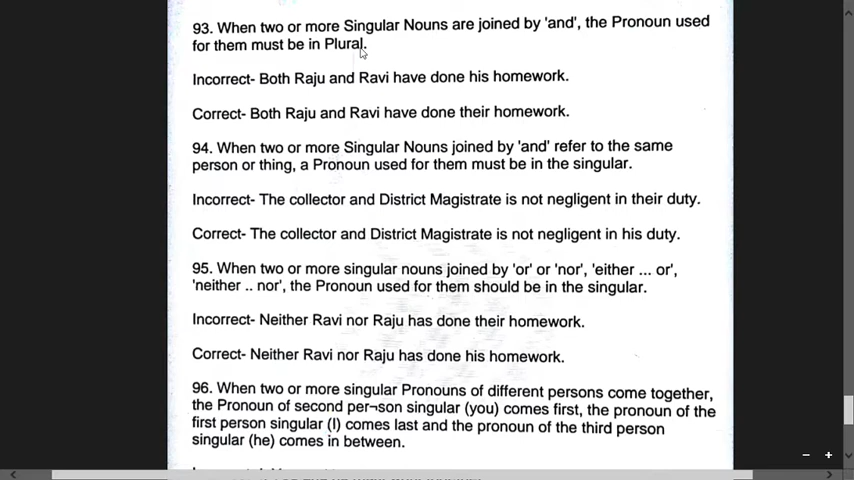 93. When two or more Singular Nouns are joined by 'and', the Pronoun used
for them must be in Plural.
Incorrect- Both Raju and Ravi have done his homework.
Correct- Both Raju and Ravi have done their homework.
94. When two or more Singular Nouns joined by 'and' refer to the same
person or thing, a Pronoun used for them must be in the singular.
Incorrect- The collector and District Magistrate is not negligent in their duty.
Correct- The collector and District Magistrate is not negligent in his duty.
95. When two or more singular nouns joined by 'or' or 'nor', 'either ... or',
'neither .. nor', the Pronoun used for them should be in the singular.
Incorrect- Neither Ravi nor Raju has done their homework.
Correct- Neither Ravi nor Raju has done his homework.
96. When two or more singular Pronouns of different persons come together,
the Pronoun of second per¬son singular (you) comes first, the pronoun of the
first person singular (I) comes last and the pronoun of the third person
singular (he) comes in between.